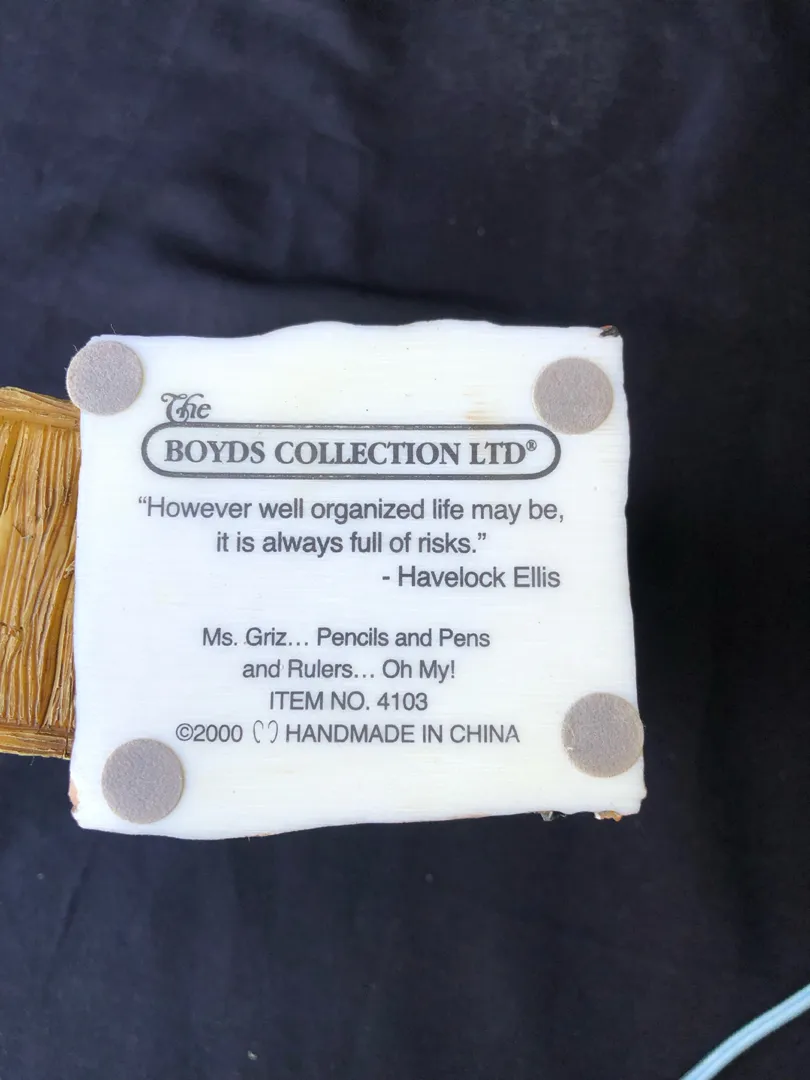 The
BOYDS COLLECTION LTD®
“However well organized life may be,
it is always full of risks.”
- Havelock Ellis
Ms. Griz... Pencils and Pens
and Rulers... Oh My!
ITEM NO. 4103
©2000 HANDMADE IN CHINA